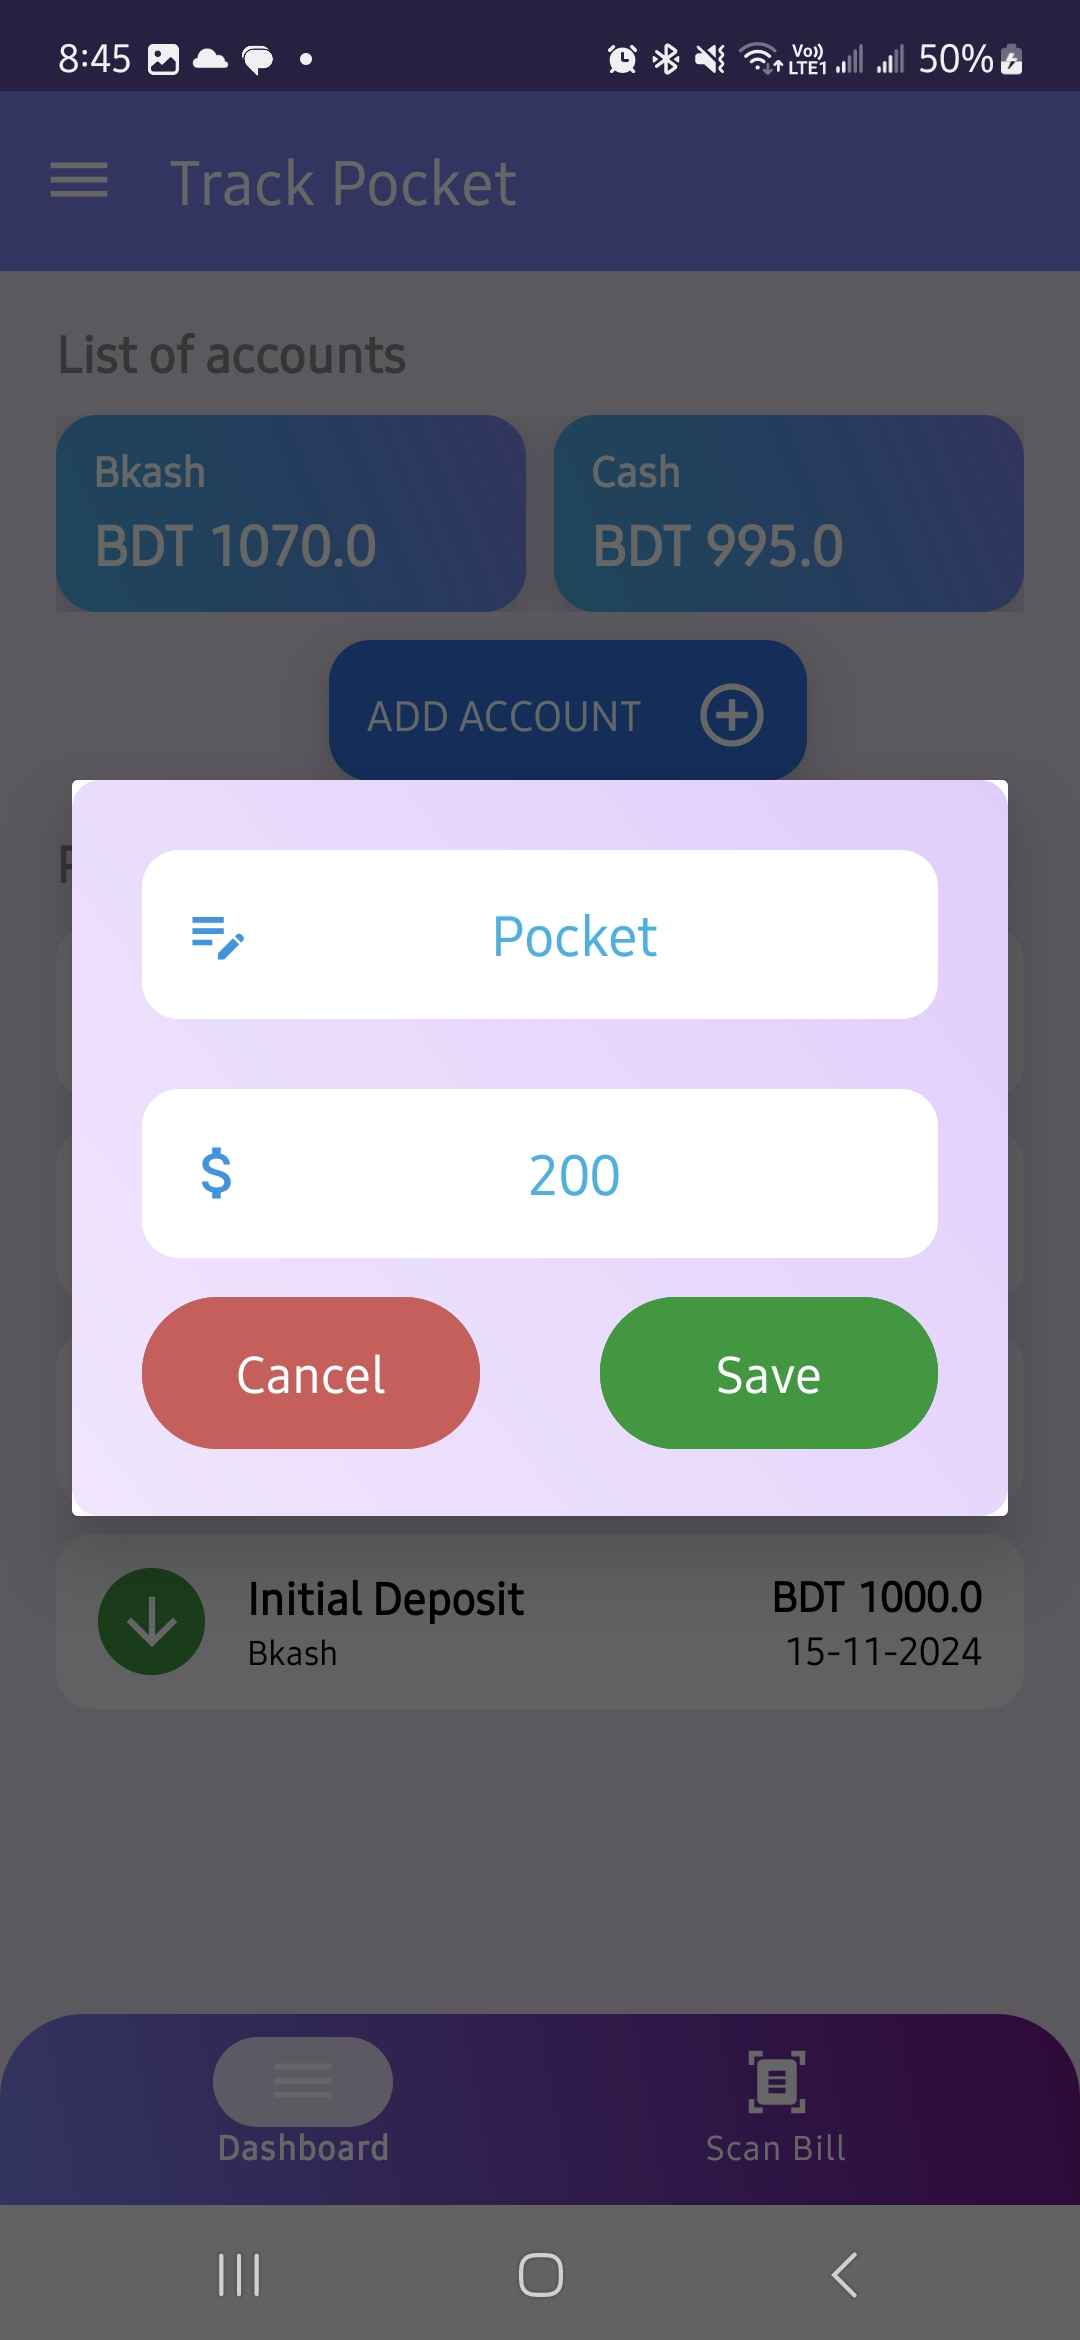 8:45 Vo)) LTE1 50%
Track Pocket
List of accounts
Bkash
BDT 1070.0
Cash
BDT 995.0
ADD ACCOUNT
Pocket
$ 200
Cancel
Save
Initial Deposit
BDT 1000.0
Bkash
15-11-2024
Dashboard
Scan Bill